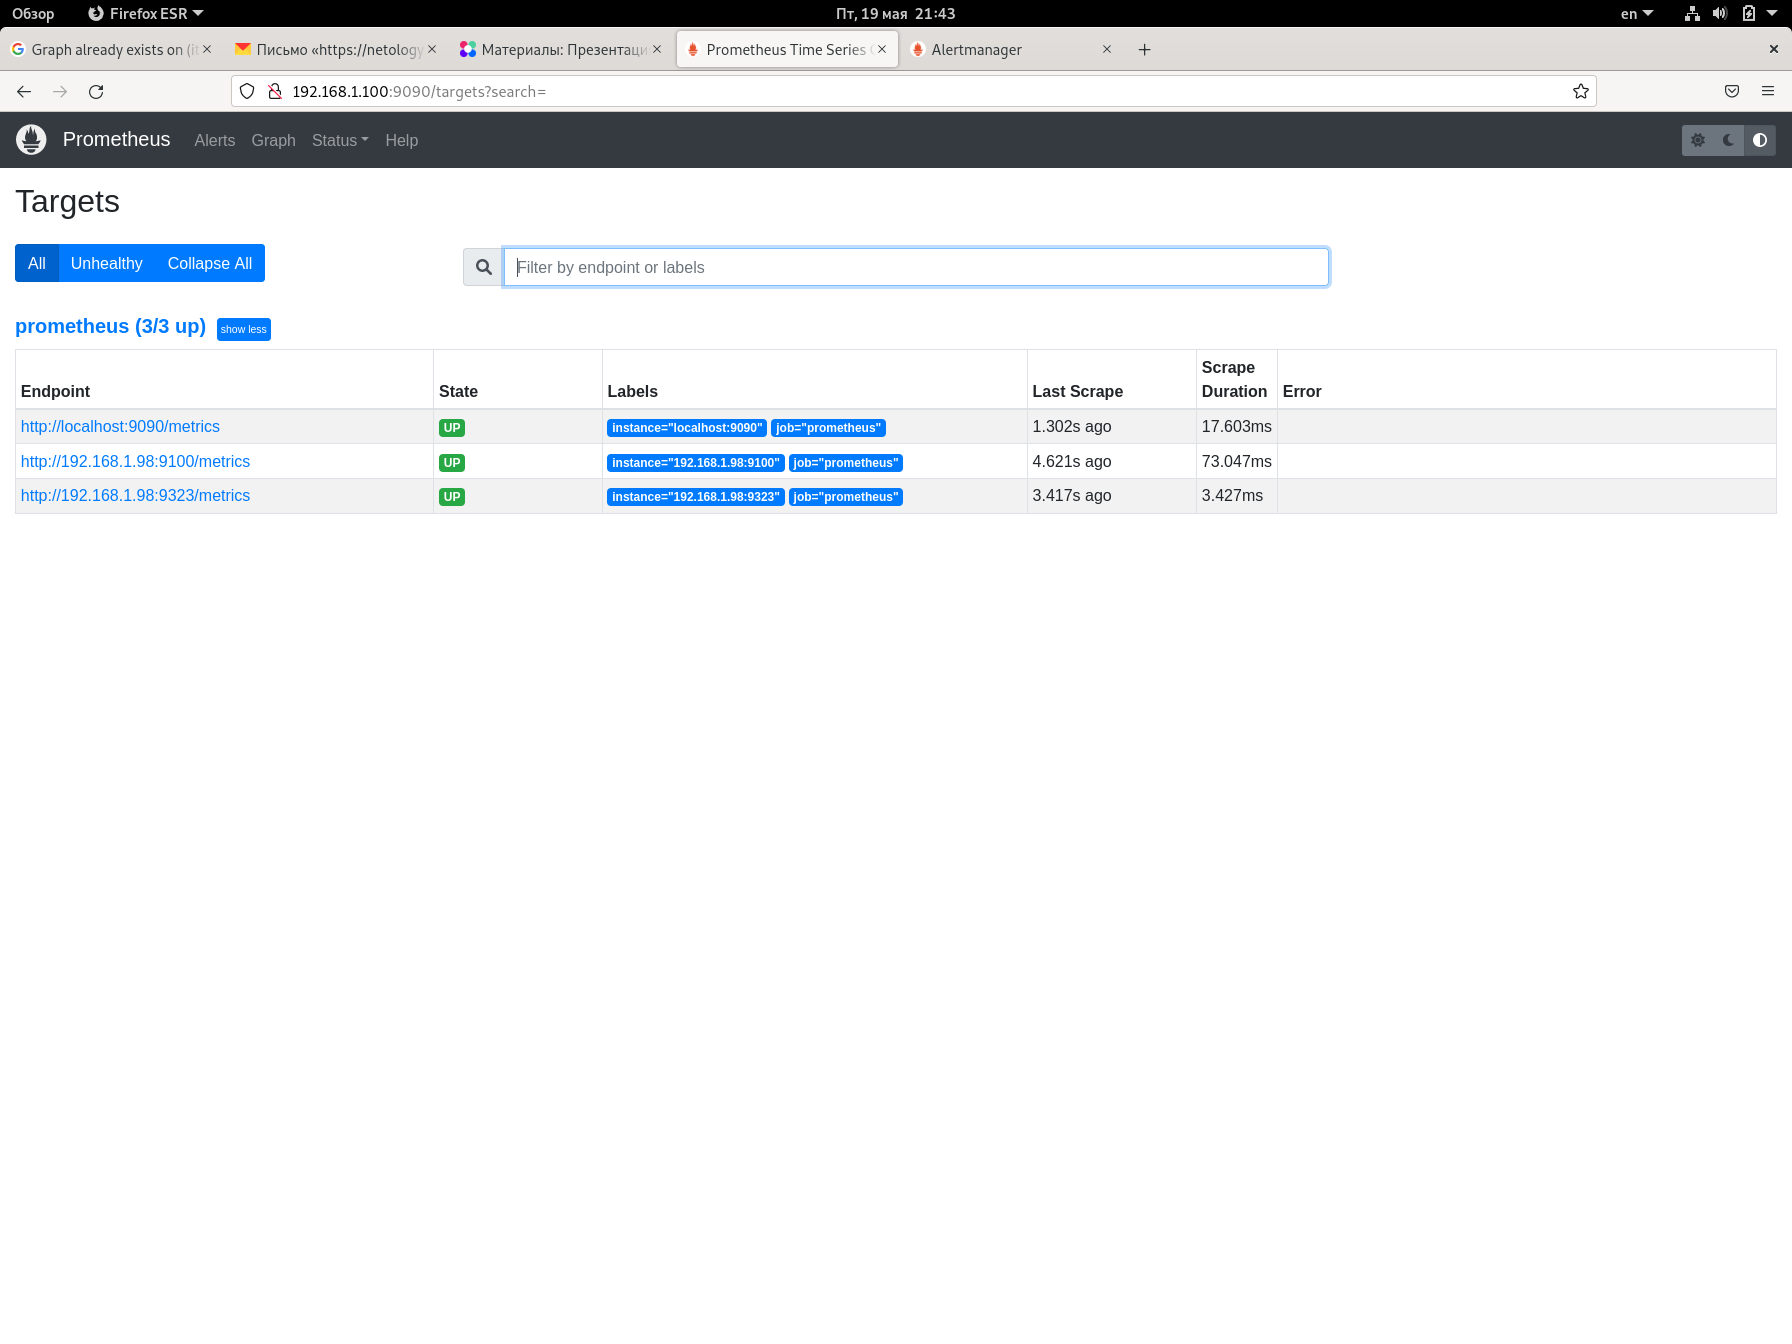 Обзор Firefox ESR Пт, 19 мая 21:43 en
Graph already exists on (it Письмо «https://netology Материалы: Презентаци Prometheus Time Series Alertmanager
192.168.1.100:9090/targets?search=
Prometheus Alerts Graph Status Help
Targets
All Unhealthy Collapse All Filter by endpoint or labels
prometheus (3/3 up) show less
Endpoint State Labels Last Scrape Scrape Duration Error
http://localhost:9090/metrics UP instance="localhost:9090" job="prometheus" 1.302s ago 17.603ms
http://192.168.1.98:9100/metrics UP instance="192.168.1.98:9100" job="prometheus" 4.621s ago 73.047ms
http://192.168.1.98:9323/metrics UP instance="192.168.1.98:9323" job="prometheus" 3.417s ago 3.427ms